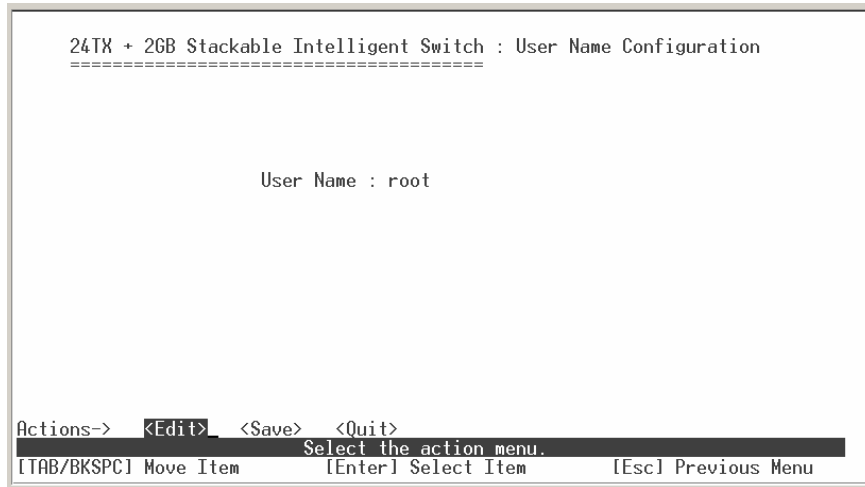 24TX + 2GB Stackable Intelligent Switch : User Name Configuration
=======================================
User Name : root
Actions-> <Edit> <Save> <Quit>
Select the action menu.
[TAB/BKSPC] Move Item [Enter] Select Item [Esc] Previous Menu